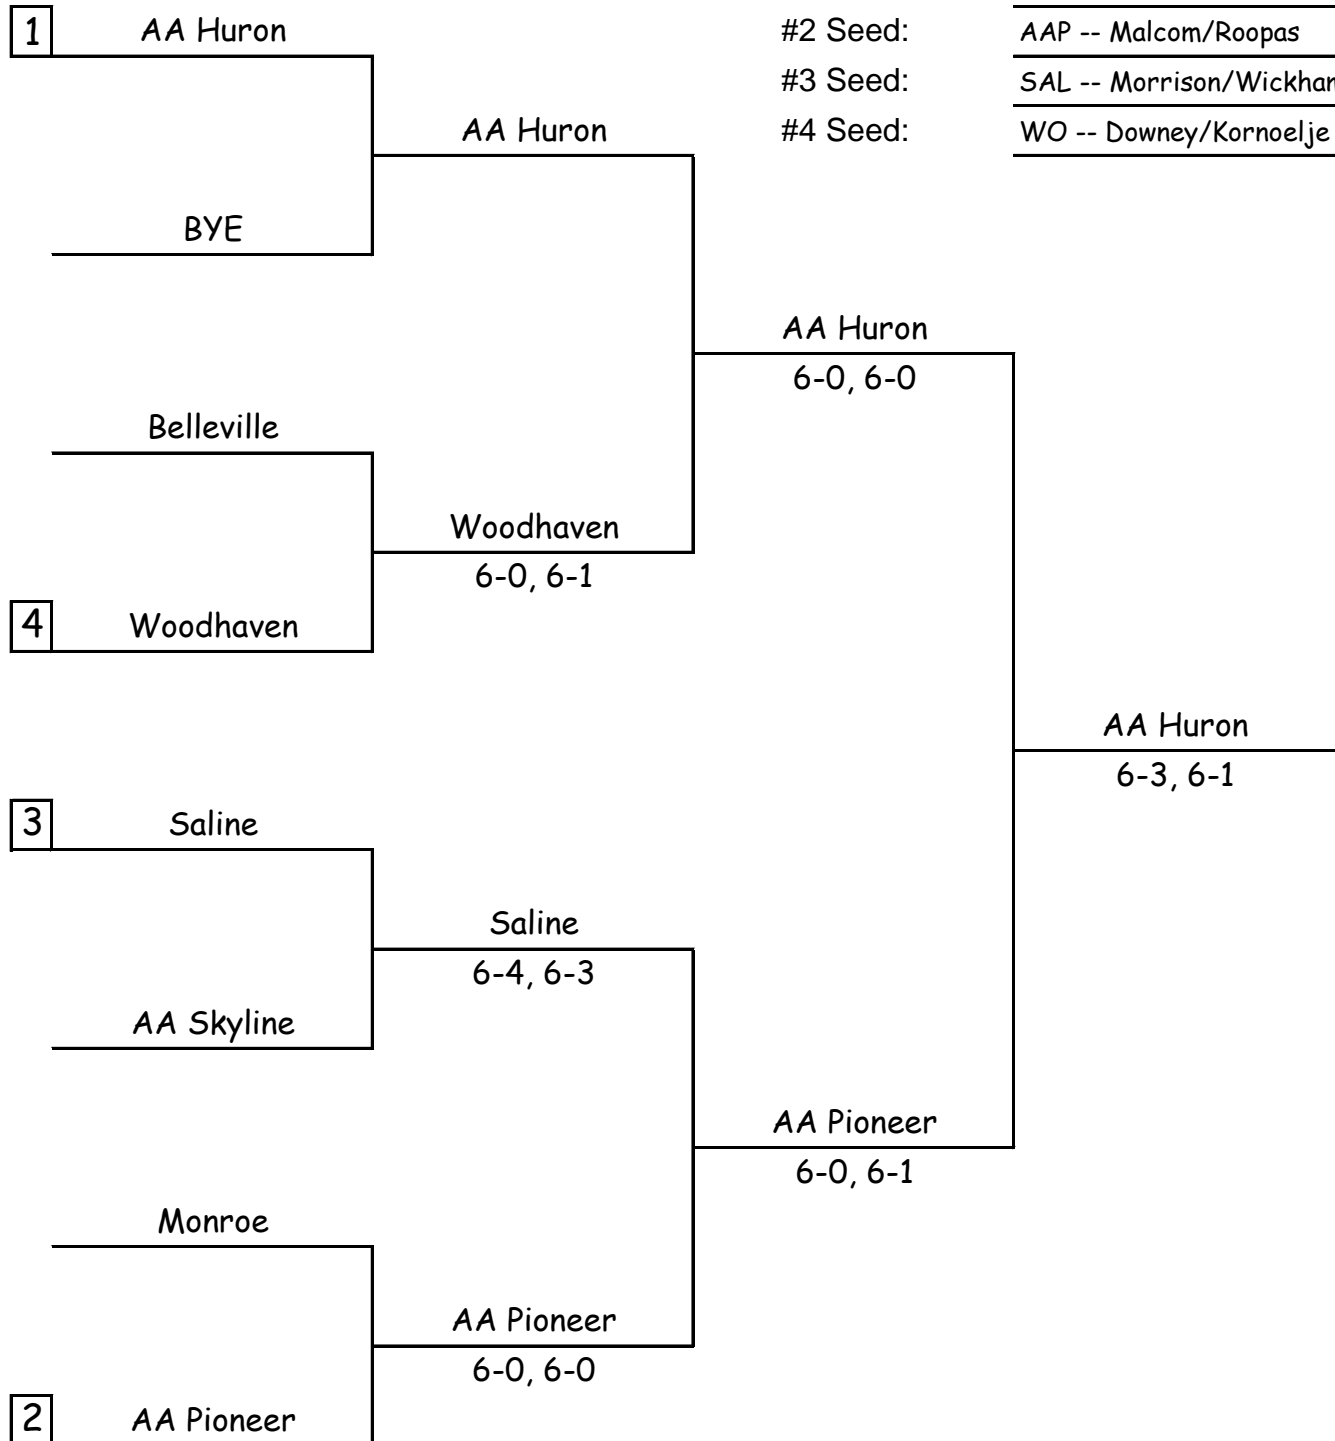 1 AA Huron #2 Seed: AAP -- Malcom/Roopas
#3 Seed: SAL -- Morrison/Wickham
AA Huron #4 Seed: WO -- Downey/Kornoelje
BYE
AA Huron
6-0, 6-0
Belleville
Woodhaven
6-0, 6-1
4 Woodhaven
AA Huron
6-3, 6-1
3 Saline
Saline
6-4, 6-3
AA Skyline
AA Pioneer
6-0, 6-1
Monroe
AA Pioneer
6-0, 6-0
2 AA Pioneer